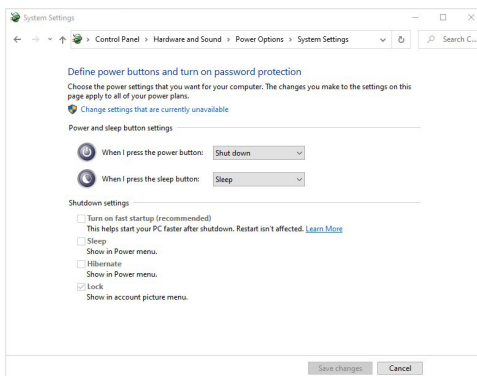 System Settings
Control Panel > Hardware and Sound > Power Options > System Settings
Search C...
Define power buttons and turn on password protection
Choose the power settings that you want for your computer. The changes you make to the settings on this
page apply to all of your power plans.
Change settings that are currently unavailable
Power and sleep button settings
When I press the power button: Shut down
When I press the sleep button: Sleep
Shutdown settings
Turn on fast startup (recommended)
This helps start your PC faster after shutdown. Restart isn't affected. Learn More
Sleep
Show in Power menu.
Hibernate
Show in Power menu.
Lock
Show in account picture menu.
Save changes Cancel